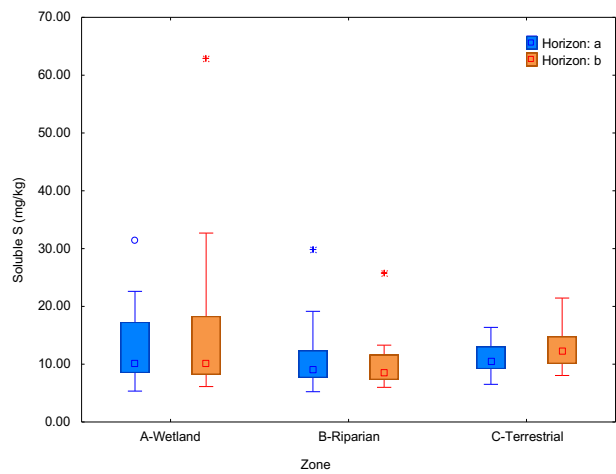 70.00
60.00
50.00
40.00
30.00
20.00
10.00
0.00
Soluble S (mg/kg)
Horizon: a
Horizon: b
A-Wetland
B-Riparian
C-Terrestrial
Zone